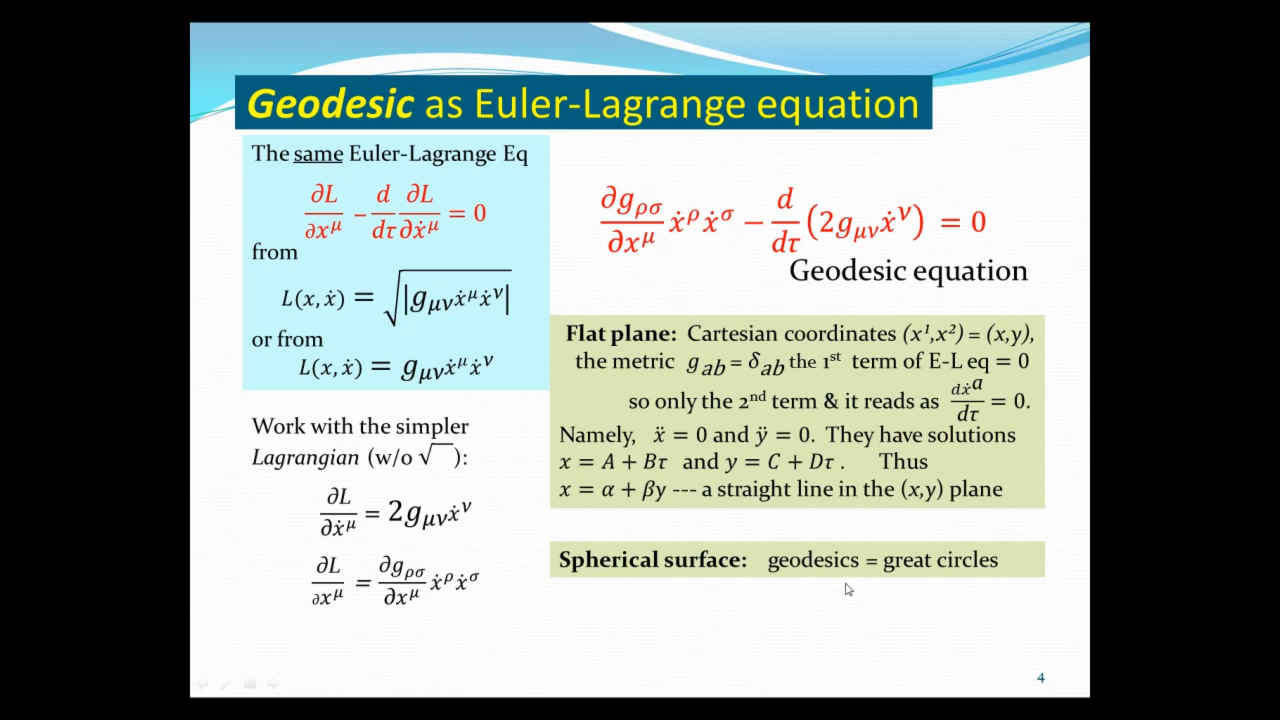 Geodesic as Euler-Lagrange equation
The same Euler-Lagrange Eq
∂L/∂x^μ − d/dτ ∂L/∂ẋ^μ = 0
from
L(x, ẋ) = √|g_μν ẋ^μ ẋ^ν|
or from
L(x, ẋ) = g_μν ẋ^μ ẋ^ν
Work with the simpler
Lagrangian (w/o √ ):
∂L/∂ẋ^μ = 2g_μν ẋ^ν
∂L/∂x^μ = ∂g_ρσ/∂x^μ ẋ^ρ ẋ^σ
∂g_ρσ/∂x^μ ẋ^ρ ẋ^σ − d/dτ (2g_μν ẋ^ν) = 0
Geodesic equation
Flat plane: Cartesian coordinates (x¹,x²) = (x,y),
the metric g_ab = δ_ab the 1st term of E-L eq = 0
so only the 2nd term & it reads as dẋ^a/dτ = 0.
Namely, ẍ = 0 and ÿ = 0. They have solutions
x = A + Bτ and y = C + Dτ . Thus
x = α + βy --- a straight line in the (x,y) plane
Spherical surface: geodesics = great circles
4